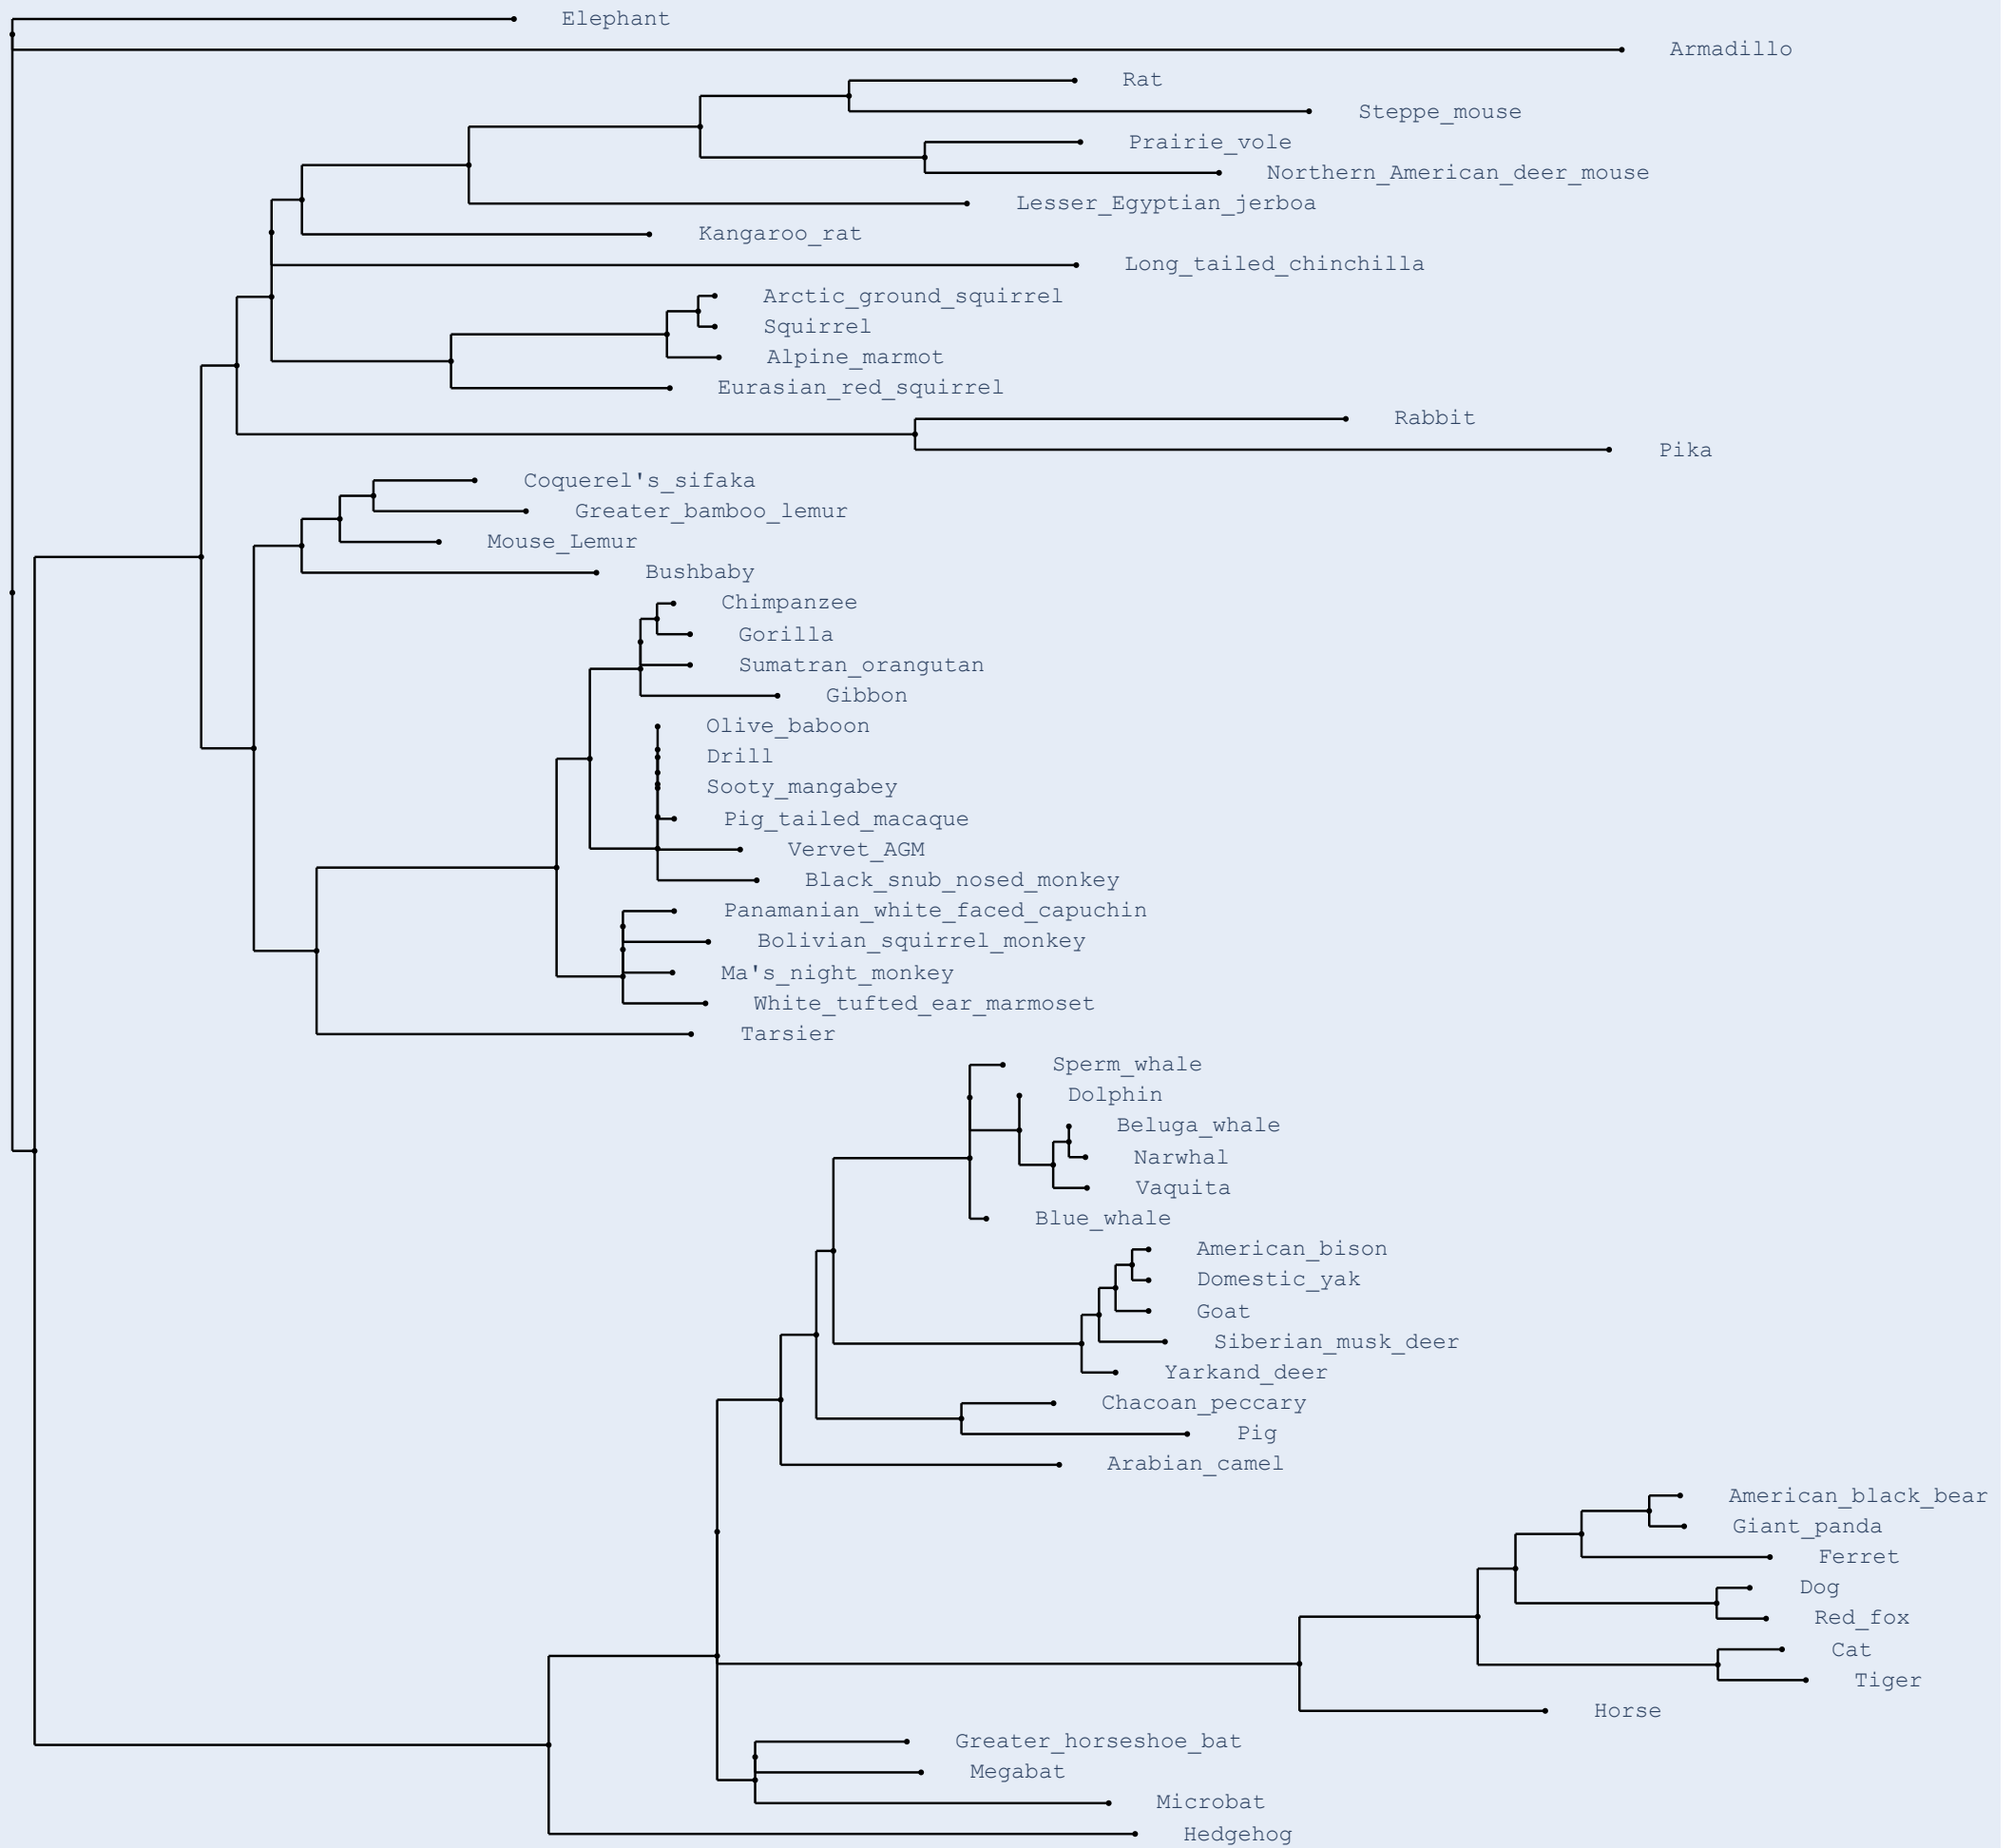 Elephant
Armadillo
Rat
Steppe_mouse
Prairie_vole
Northern_American_deer_mouse
Lesser_Egyptian_jerboa
Kangaroo_rat
Long_tailed_chinchilla
Arctic_ground_squirrel
Squirrel
Alpine_marmot
Eurasian_red_squirrel
Rabbit
Pika
Coquerel's_sifaka
Greater_bamboo_lemur
Mouse_Lemur
Bushbaby
Chimpanzee
Gorilla
Sumatran_orangutan
Gibbon
Olive_baboon
Drill
Sooty_mangabey
Pig_tailed_macaque
Vervet_AGM
Black_snub_nosed_monkey
Panamanian_white_faced_capuchin
Bolivian_squirrel_monkey
Ma's_night_monkey
White_tufted_ear_marmoset
Tarsier
Sperm_whale
Dolphin
Beluga_whale
Narwhal
Vaquita
Blue_whale
American_bison
Domestic_yak
Goat
Siberian_musk_deer
Yarkand_deer
Chacoan_peccary
Pig
Arabian_camel
American_black_bear
Giant_panda
Ferret
Dog
Red_fox
Cat
Tiger
Horse
Greater_horseshoe_bat
Megabat
Microbat
Hedgehog